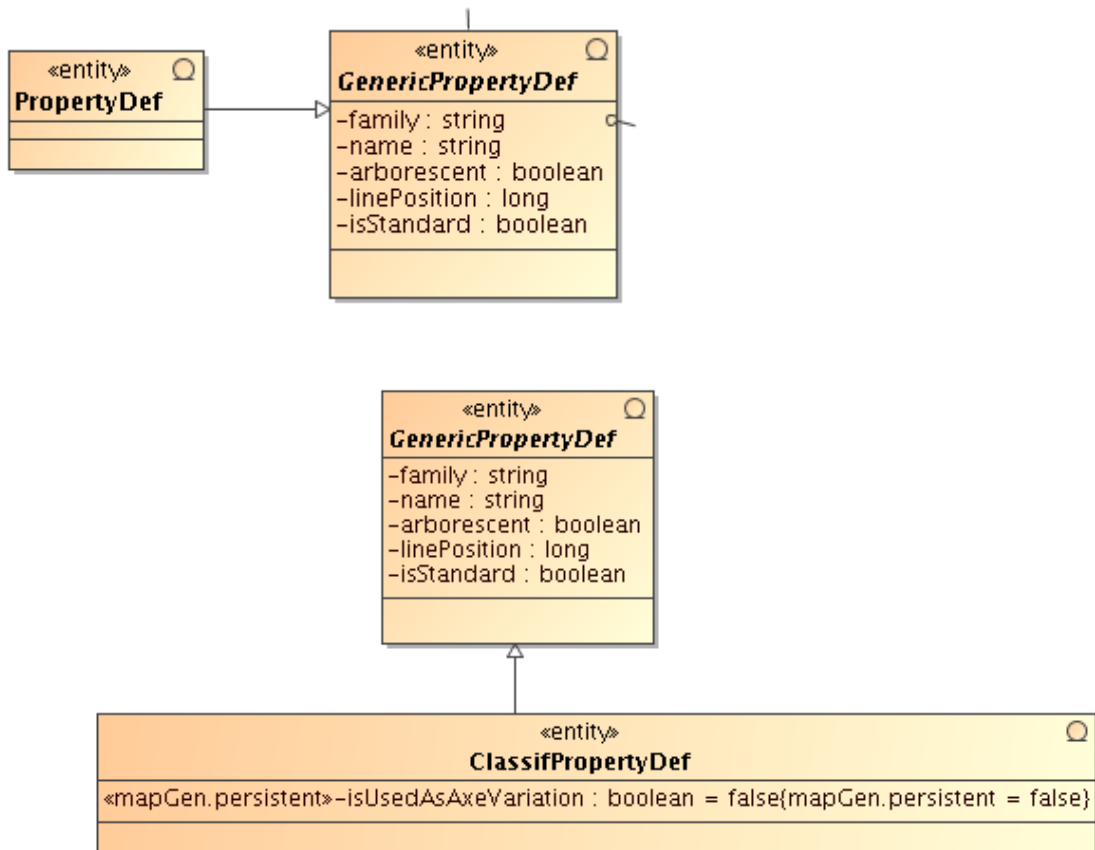 «entity»
PropertyDef
«entity»
GenericPropertyDef
-family : string
-name : string
-arborescent : boolean
-linePosition : long
-isStandard : boolean
«entity»
GenericPropertyDef
-family : string
-name : string
-arborescent : boolean
-linePosition : long
-isStandard : boolean
«entity»
ClassifPropertyDef
«mapGen.persistent»-isUsedAsAxeVariation : boolean = false{mapGen.persistent = false}